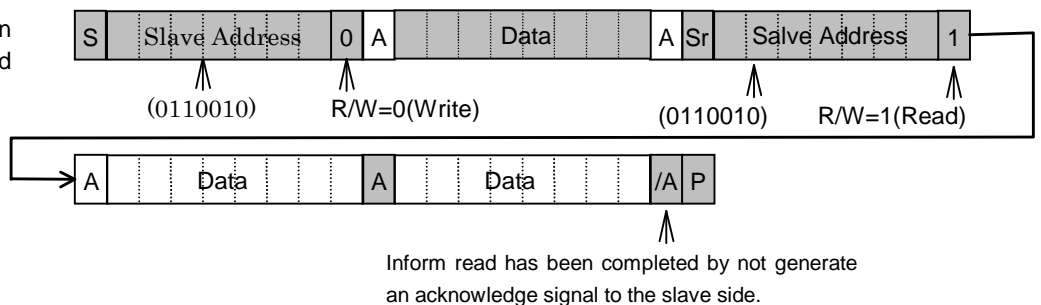 n
d
S Slave Address 0 A Data A Sr Salve Address 1
(0110010) R/W=0(Write) (0110010) R/W=1(Read)
A Data A Data /A P
Inform read has been completed by not generate
an acknowledge signal to the slave side.